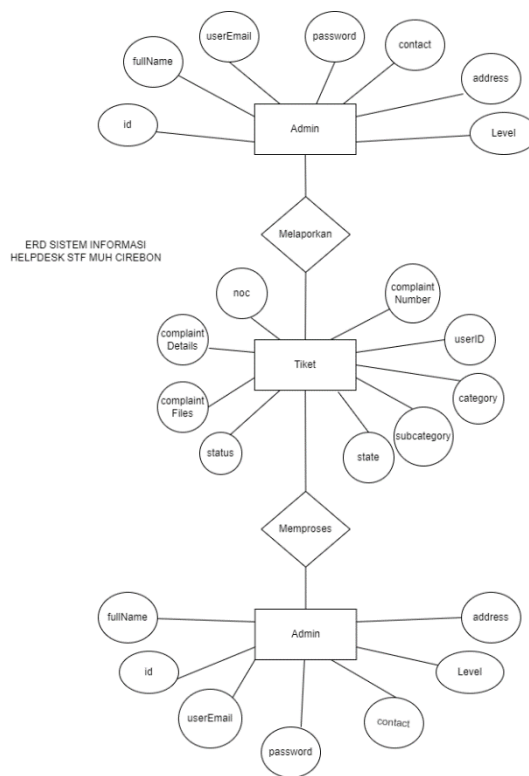 userEmail
password
contact
fullName
address
id
Admin
Level
Melaporkan
ERD SISTEM INFORMASI
HELPDESK STF MUH CIREBON
noc
complaint
Number
complaint
Details
userID
Tiket
category
complaint
Files
subcategory
status
state
Memproses
fullName
address
Admin
id
Level
userEmail
contact
password